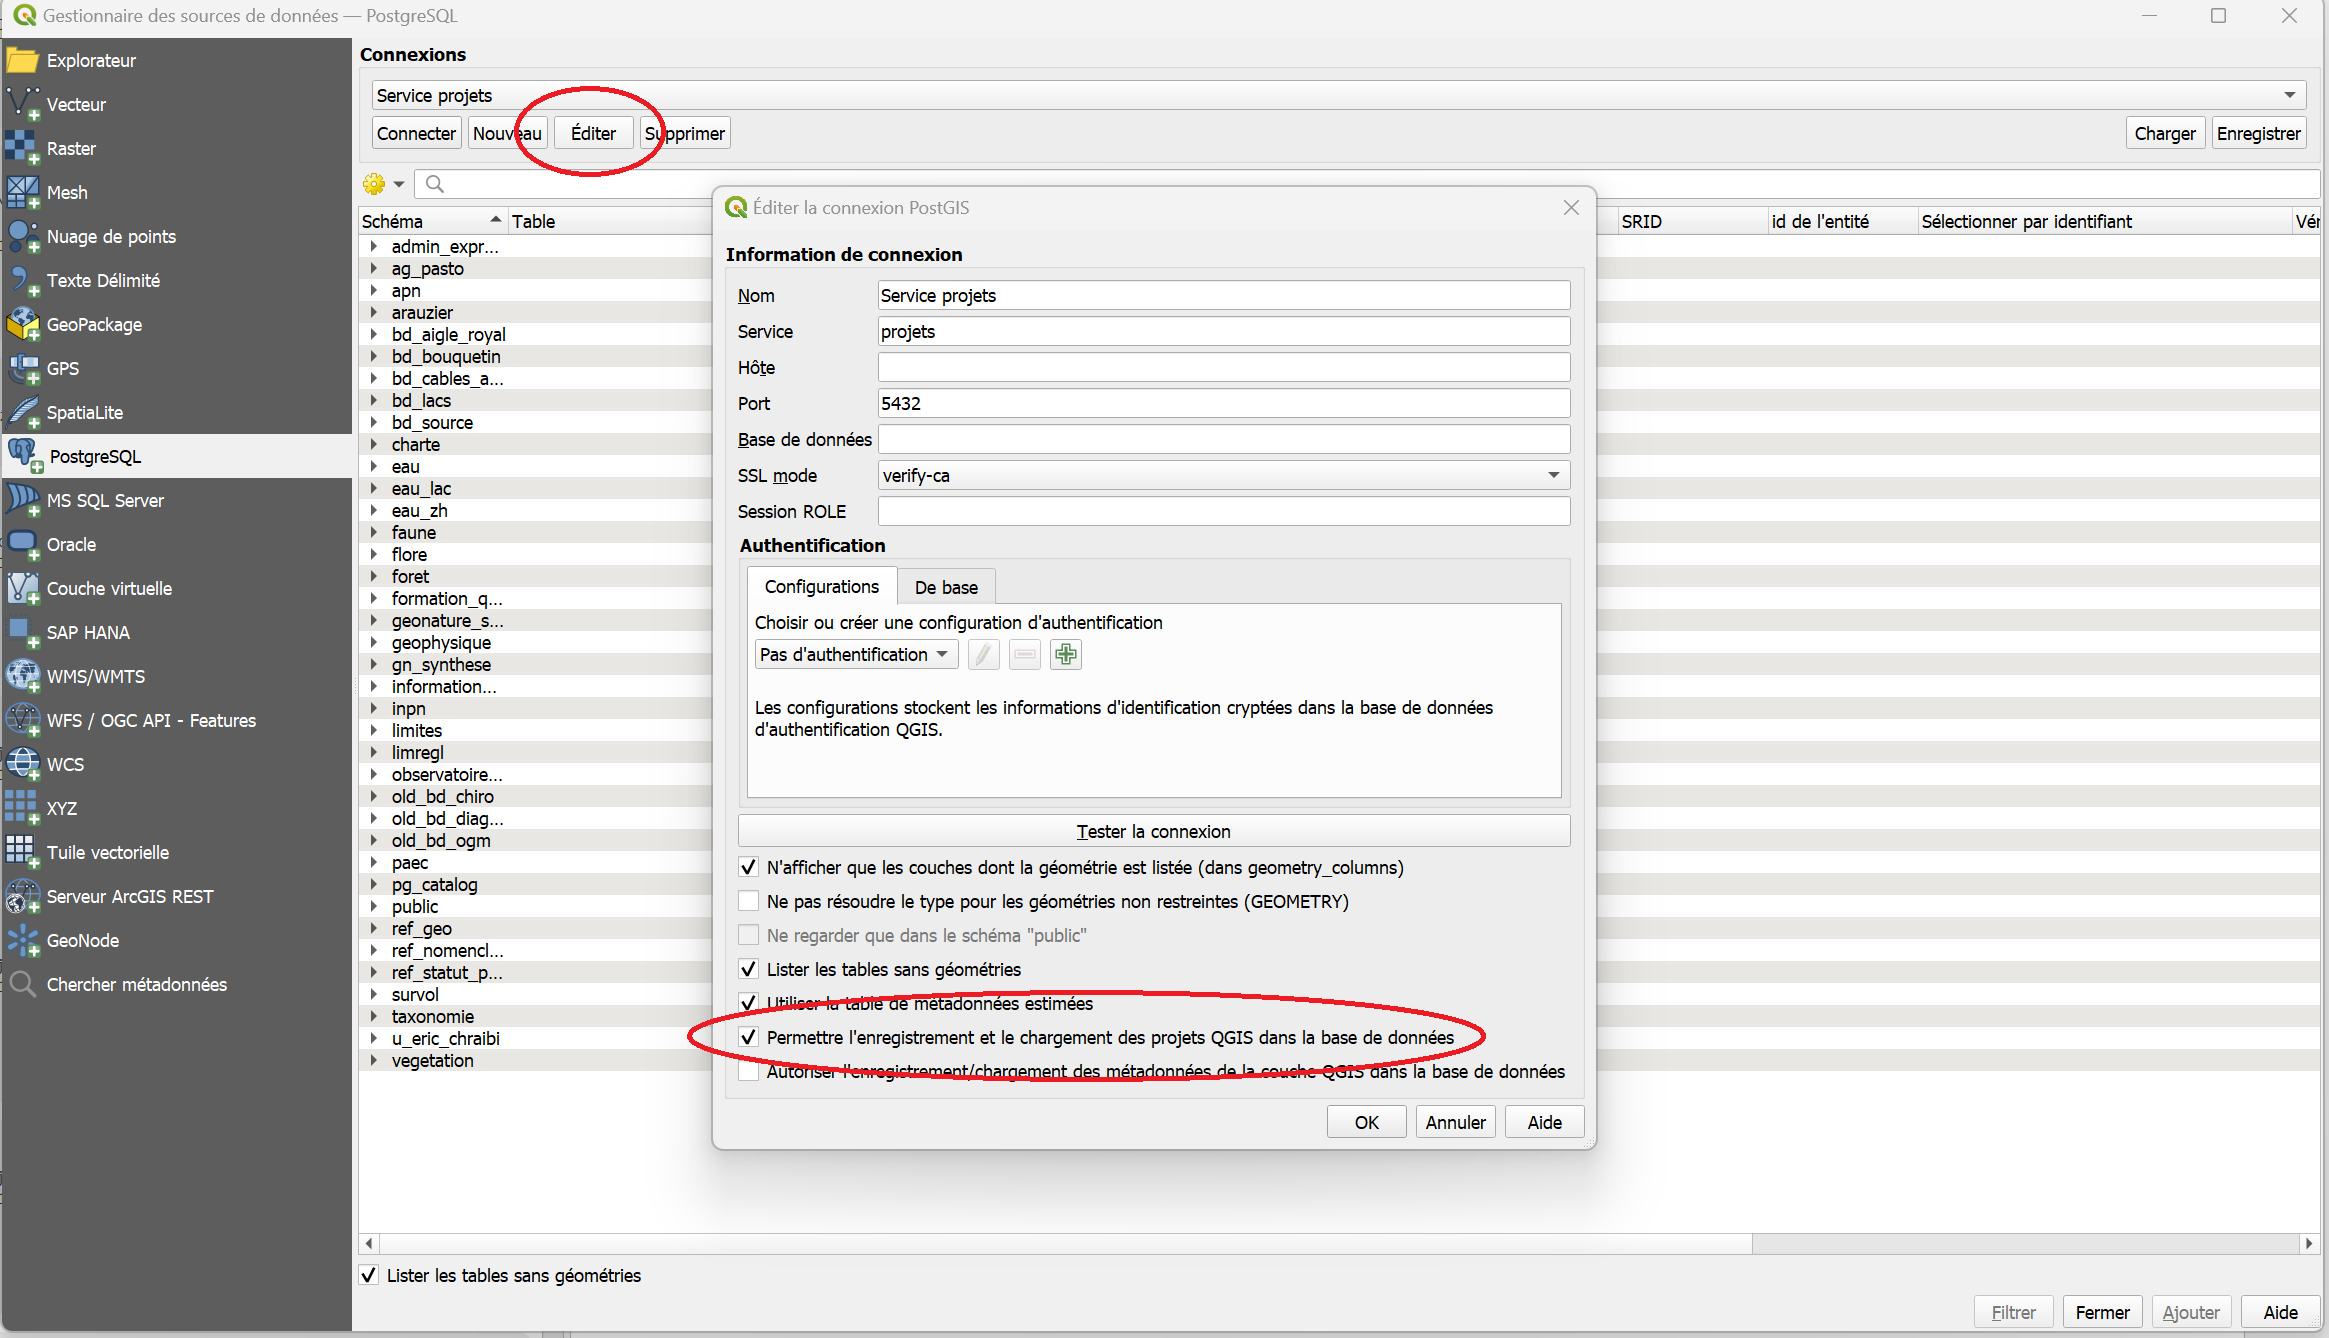 Gestionnaire des sources de données — PostgreSQL
Explorateur
Vecteur
Raster
Mesh
Nuage de points
Texte Délimité
GeoPackage
GPS
SpatiaLite
PostgreSQL
MS SQL Server
Oracle
Couche virtuelle
SAP HANA
WMS/WMTS
WFS / OGC API - Features
WCS
XYZ
Tuile vectorielle
Serveur ArcGIS REST
GeoNode
Chercher métadonnées
Connexions
Service projets
Connecter Nouveau Éditer Supprimer Charger Enregistrer
Schéma Table SRID id de l'entité Sélectionner par identifiant Vér
admin_expr...
ag_pasto
apn
arauzier
bd_aigle_royal
bd_bouquetin
bd_cables_a...
bd_lacs
bd_source
charte
eau
eau_lac
eau_zh
faune
flore
foret
formation_q...
geonature_s...
geophysique
gn_synthese
information...
inpn
limites
limregl
observatoire...
old_bd_chiro
old_bd_diag...
old_bd_ogm
paec
pg_catalog
public
ref_geo
ref_nomencl...
ref_statut_p...
survol
taxonomie
u_eric_chraibi
vegetation
Éditer la connexion PostGIS
Information de connexion
Nom Service projets
Service projets
Hôte
Port 5432
Base de données
SSL mode verify-ca
Session ROLE
Authentification
Configurations De base
Choisir ou créer une configuration d'authentification
Pas d'authentification
Les configurations stockent les informations d'identification cryptées dans la base de données
d'authentification QGIS.
Tester la connexion
N'afficher que les couches dont la géométrie est listée (dans geometry_columns)
Ne pas résoudre le type pour les géométries non restreintes (GEOMETRY)
Ne regarder que dans le schéma "public"
Lister les tables sans géométries
Utiliser la table de métadonnées estimées
Permettre l'enregistrement et le chargement des projets QGIS dans la base de données
Autoriser l'enregistrement/chargement des métadonnées de la couche QGIS dans la base de données
OK Annuler Aide
Lister les tables sans géométries
Filtrer Fermer Ajouter Aide